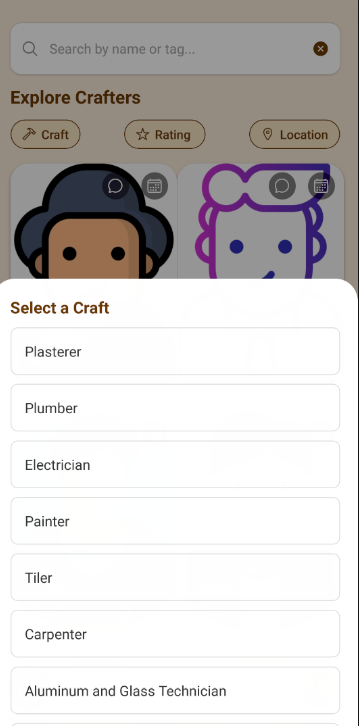 Search by name or tag...
Explore Crafters
Craft
Rating
Location
Select a Craft
Plasterer
Plumber
Electrician
Painter
Tiler
Carpenter
Aluminum and Glass Technician